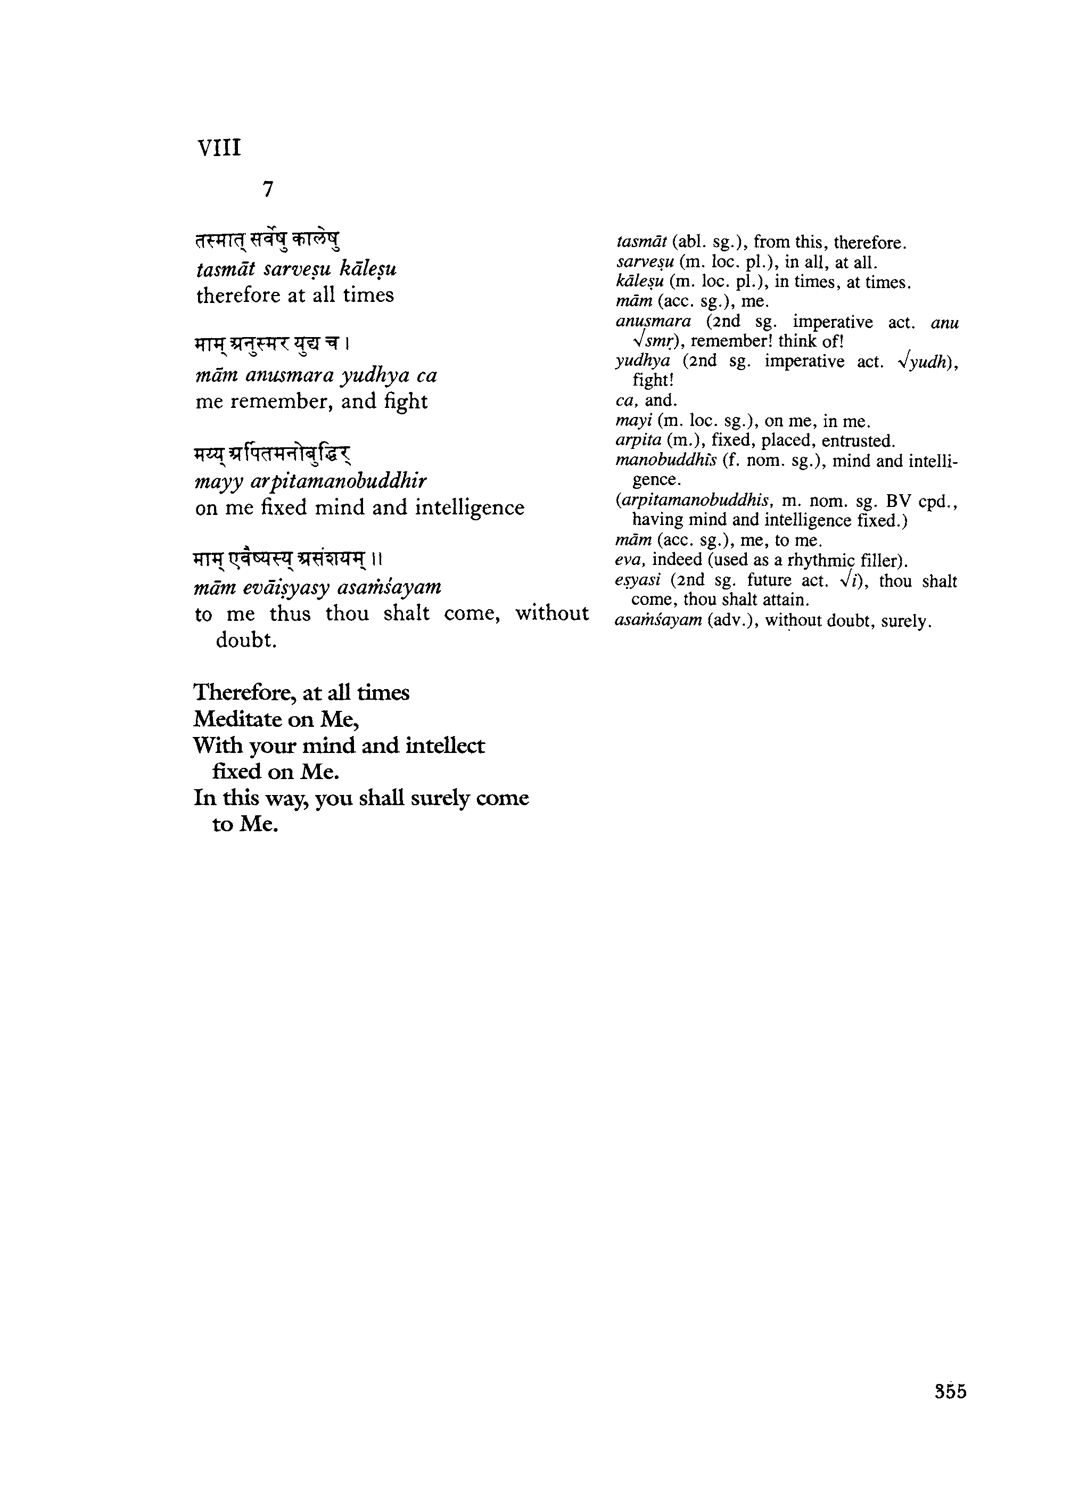 VIII
7
तस्मात् सर्वेषु कालेषु
tasmāt sarveṣu kāleṣu
therefore at all times
माम् अनुस्मर युध्य च ।
mām anusmara yudhya ca
me remember, and fight
मय्य् अर्पितमनोबुद्धिर्
mayy arpitamanobuddhir
on me fixed mind and intelligence
माम् एवैष्यस्य् असंशयम् ॥
mām evāiṣyasy asaṁśayam
to me thus thou shalt come, without
doubt.
Therefore, at all times
Meditate on Me,
With your mind and intellect
fixed on Me.
In this way, you shall surely come
to Me.
tasmāt (abl. sg.), from this, therefore.
sarveṣu (m. loc. pl.), in all, at all.
kāleṣu (m. loc. pl.), in times, at times.
mām (acc. sg.), me.
anusmara (2nd sg. imperative act. anu
√smṛ), remember! think of!
yudhya (2nd sg. imperative act. √yudh),
fight!
ca, and.
mayi (m. loc. sg.), on me, in me.
arpita (m.), fixed, placed, entrusted.
manobuddhis (f. nom. sg.), mind and intelli-
gence.
(arpitamanobuddhis, m. nom. sg. BV cpd.,
having mind and intelligence fixed.)
mām (acc. sg.), me, to me.
eva, indeed (used as a rhythmic filler).
eṣyasi (2nd sg. future act. √i), thou shalt
come, thou shalt attain.
asaṁśayam (adv.), without doubt, surely.
355